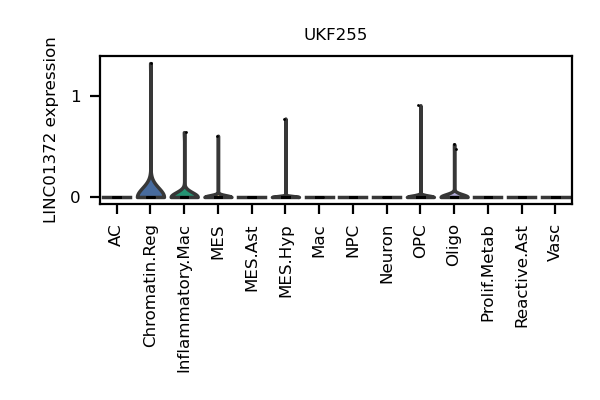 UKF255
LINC01372 expression
1
0
AC
Chromatin.Reg
Inflammatory.Mac
MES
MES.Ast
MES.Hyp
Mac
NPC
Neuron
OPC
Oligo
Prolif.Metab
Reactive.Ast
Vasc